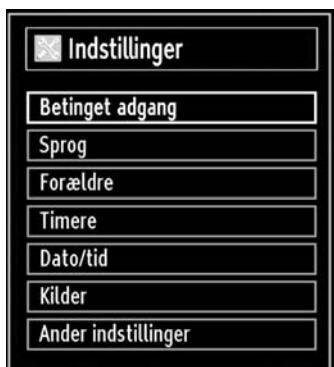 Indstillinger
Betinget adgang
Sprog
Forældre
Timere
Dato/tid
Kilder
Ander indstillinger